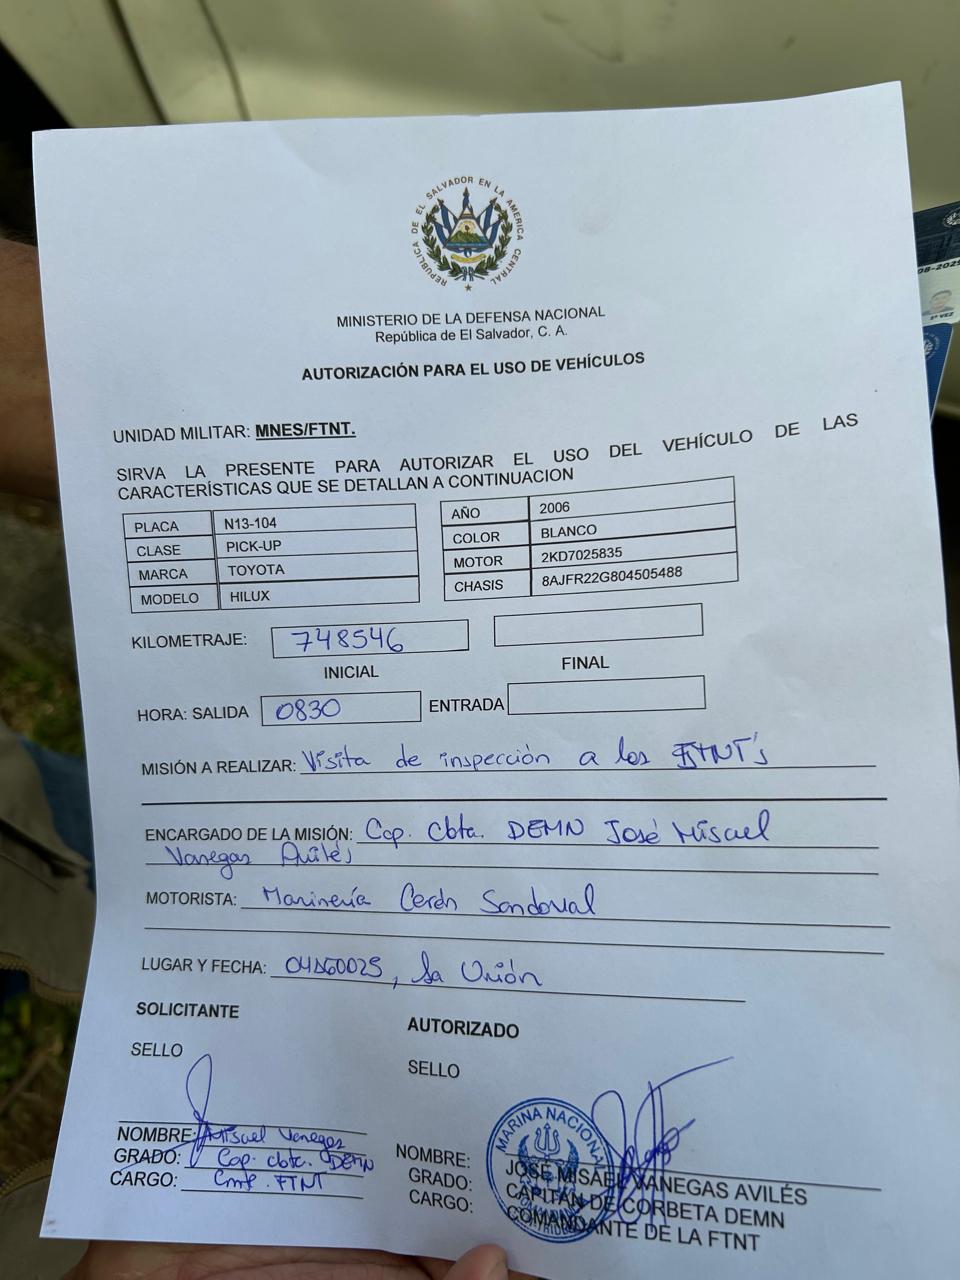 REPUBLICA DE EL SALVADOR EN LA AMERICA CENTRAL
MINISTERIO DE LA DEFENSA NACIONAL
República de El Salvador, C. A.
AUTORIZACIÓN PARA EL USO DE VEHÍCULOS
UNIDAD MILITAR: MNES/FTNT.
SIRVA LA PRESENTE PARA AUTORIZAR EL USO DEL VEHÍCULO DE LAS
CARACTERÍSTICAS QUE SE DETALLAN A CONTINUACION
PLACA N13-104 AÑO 2006
CLASE PICK-UP COLOR BLANCO
MARCA TOYOTA MOTOR 2KD7025835
MODELO HILUX CHASIS 8AJFR22G804505488
KILOMETRAJE: 748546
INICIAL FINAL
HORA: SALIDA 0830 ENTRADA
MISIÓN A REALIZAR: Visita de inspección a los FTNT's
ENCARGADO DE LA MISIÓN: Cap. Cbta. DEMN José Misael
Vanegas Avilés
MOTORISTA: Marinería Cerón Sandoval
LUGAR Y FECHA: La Unión
SOLICITANTE AUTORIZADO
SELLO SELLO
NOMBRE: Misael Vanegas
GRADO: Cap. cbta. DEMN
CARGO: Cmte. FTNT
MARINA NACIONAL
NOMBRE: JOSÉ MISAEL VANEGAS AVILÉS
GRADO: CAPITÁN DE CORBETA DEMN
CARGO: COMANDANTE DE LA FTNT
08-2029